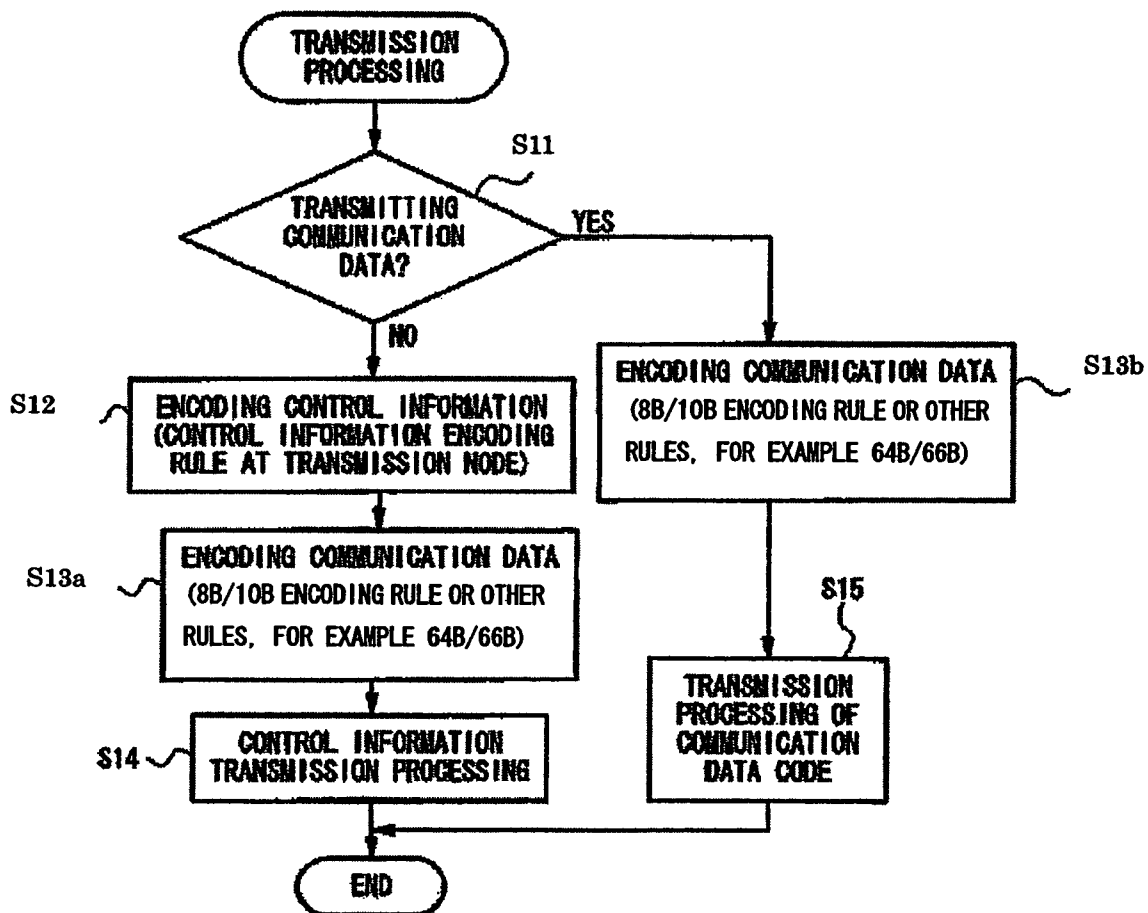 TRANSMISSION
PROCESSING
S11
TRANSMITTING
COMMUNICATION
DATA?
YES
NO
S12
ENCODING CONTROL INFORMATION
(CONTROL INFORMATION ENCODING
RULE AT TRANSMISSION NODE)
ENCODING COMMUNICATION DATA
(8B/10B ENCODING RULE OR OTHER
RULES, FOR EXAMPLE 64B/66B)
S13b
S13a
ENCODING COMMUNICATION DATA
(8B/10B ENCODING RULE OR OTHER
RULES, FOR EXAMPLE 64B/66B)
S15
TRANSMISSION
PROCESSING OF
COMMUNICATION
DATA CODE
S14
CONTROL INFORMATION
TRANSMISSION PROCESSING
END